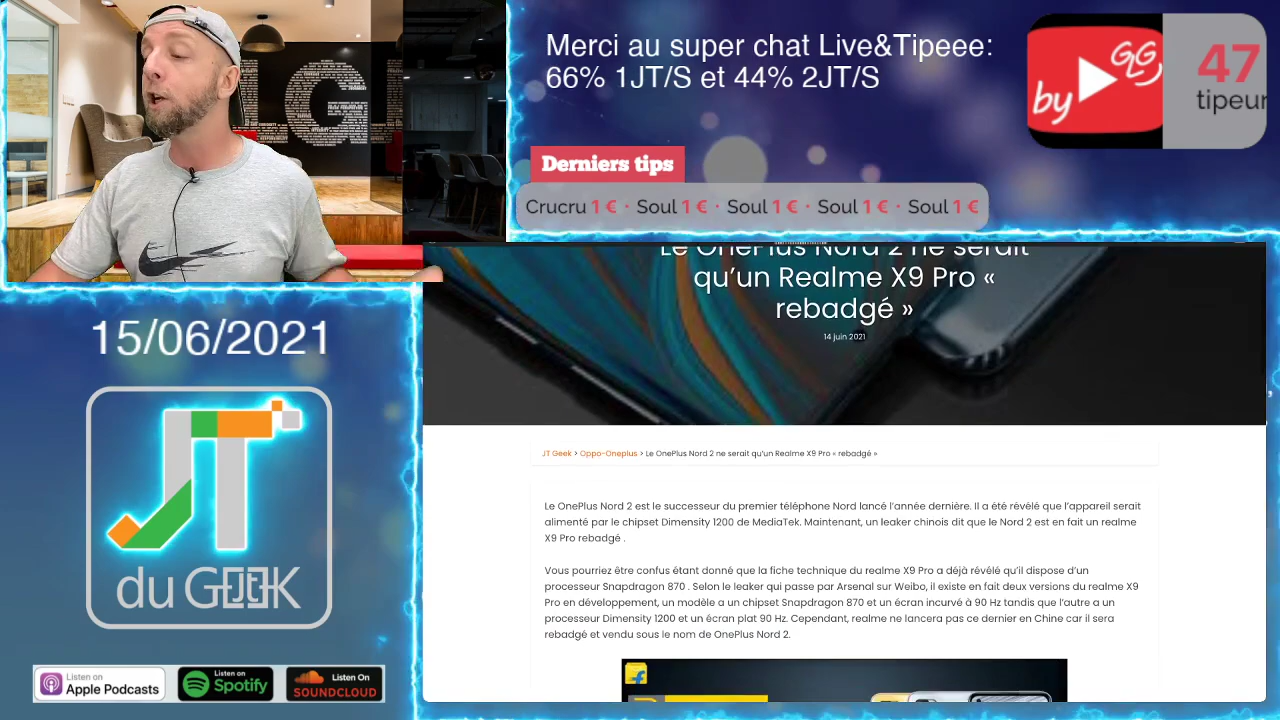 Merci au super chat Live&Tipeee:
66% 1JT/S et 44% 2JT/S
by GG
47
tipeur
Derniers tips
Crucru 1 € · Soul 1 € · Soul 1 € · Soul 1 € · Soul 1 €
Le OnePlus Nord 2 ne serait
qu’un Realme X9 Pro «
rebadgé »
14 juin 2021
15/06/2021
JT
du GEEK
JT Geek > Oppo-Oneplus > Le OnePlus Nord 2 ne serait qu’un Realme X9 Pro « rebadgé »
Le OnePlus Nord 2 est le successeur du premier téléphone Nord lancé l’année dernière. Il a été révélé que l’appareil serait
alimenté par le chipset Dimensity 1200 de MediaTek. Maintenant, un leaker chinois dit que le Nord 2 est en fait un realme
X9 Pro rebadgé .
Vous pourriez être confus étant donné que la fiche technique du realme X9 Pro a déjà révélé qu’il dispose d’un
processeur Snapdragon 870 . Selon le leaker qui passe par Arsenal sur Weibo, il existe en fait deux versions du realme X9
Pro en développement, un modèle a un chipset Snapdragon 870 et un écran incurvé à 90 Hz tandis que l’autre a un
processeur Dimensity 1200 et un écran plat 90 Hz. Cependant, realme ne lancera pas ce dernier en Chine car il sera
rebadgé et vendu sous le nom de OnePlus Nord 2.
Listen on
Apple Podcasts
Listen on
Spotify
Listen On
SOUNDCLOUD